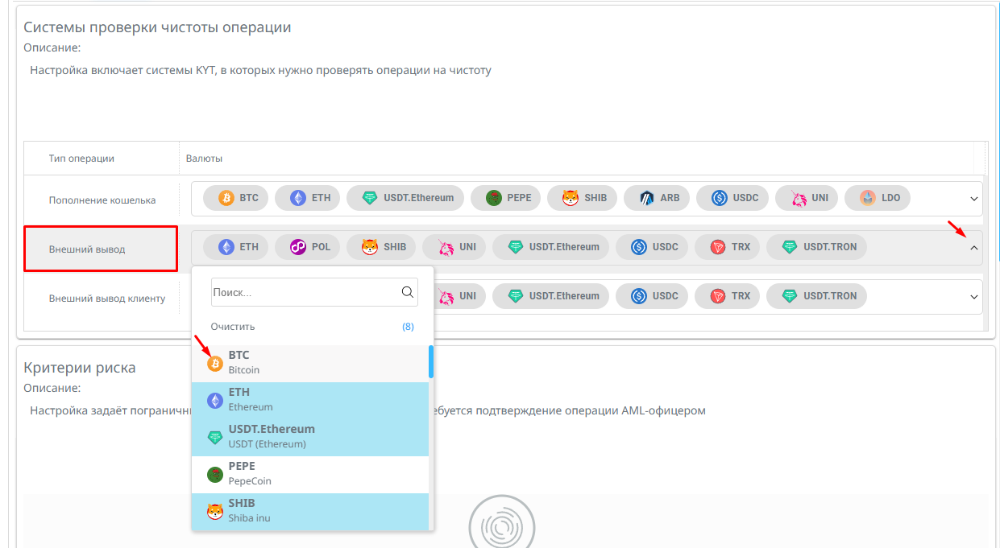 Системы проверки чистоты операции
Описание:
Настройка включает системы KYT, в которых нужно проверять операции на чистоту
Тип операции Валюты
Пополнение кошелька BTC ETH USDT.Ethereum PEPE SHIB ARB USDC UNI LDO
Внешний вывод ETH POL SHIB UNI USDT.Ethereum USDC TRX USDT.TRON
Внешний вывод клиенту UNI USDT.Ethereum USDC TRX USDT.TRON
Поиск...
Очистить (8)
BTC
Bitcoin
ETH
Ethereum
USDT.Ethereum
USDT (Ethereum)
PEPE
PepeCoin
SHIB
Shiba inu
Критерии риска
Описание:
Настройка задаёт подтверждение операции AML-офицером